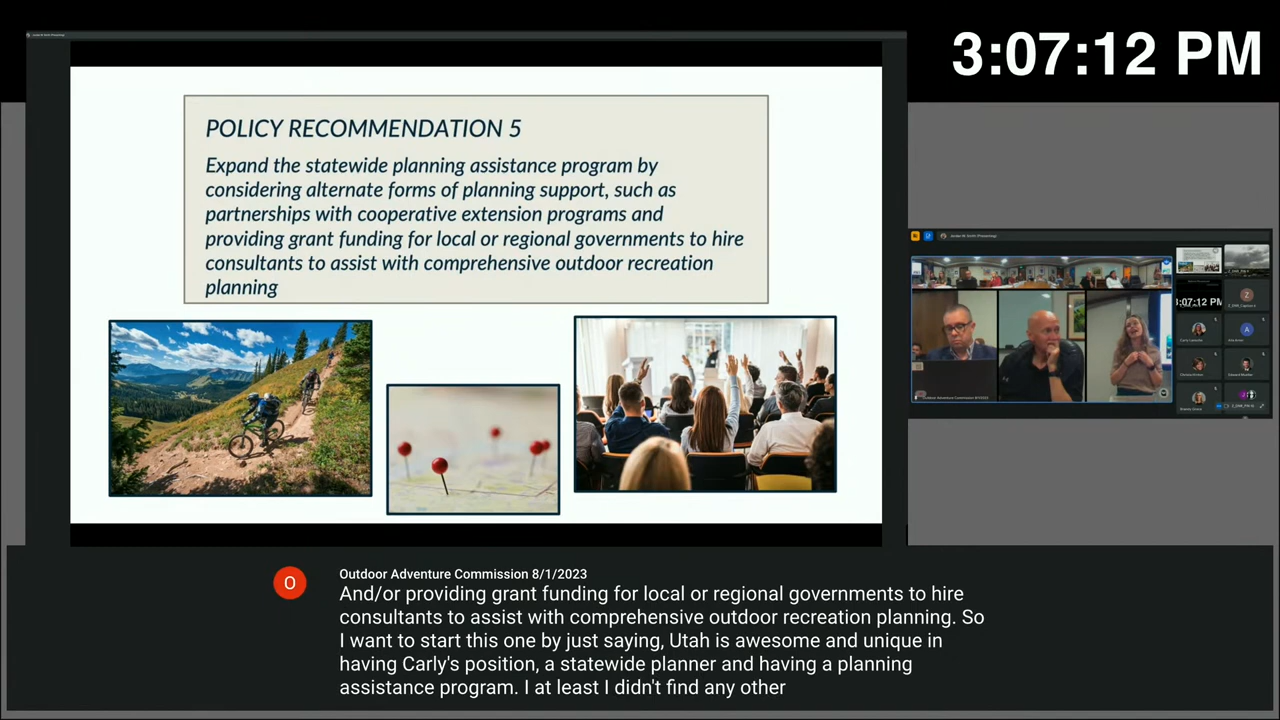 3:07:12 PM
POLICY RECOMMENDATION 5
Expand the statewide planning assistance program by
considering alternate forms of planning support, such as
partnerships with cooperative extension programs and
providing grant funding for local or regional governments to hire
consultants to assist with comprehensive outdoor recreation
planning
3:07:12 PM
Z
A
O
Outdoor Adventure Commission 8/1/2023
And/or providing grant funding for local or regional governments to hire
consultants to assist with comprehensive outdoor recreation planning. So
I want to start this one by just saying, Utah is awesome and unique in
having Carly's position, a statewide planner and having a planning
assistance program. I at least I didn't find any other